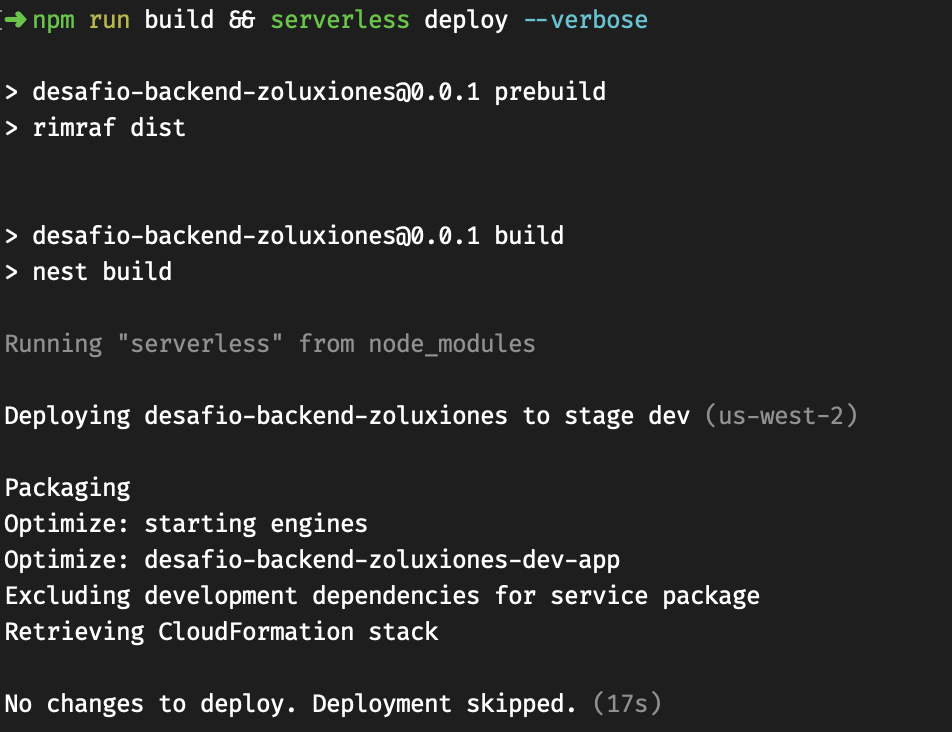 ➜ npm run build && serverless deploy --verbose
> desafio-backend-zoluxiones@0.0.1 prebuild
> rimraf dist
> desafio-backend-zoluxiones@0.0.1 build
> nest build
Running "serverless" from node_modules
Deploying desafio-backend-zoluxiones to stage dev (us-west-2)
Packaging
Optimize: starting engines
Optimize: desafio-backend-zoluxiones-dev-app
Excluding development dependencies for service package
Retrieving CloudFormation stack
No changes to deploy. Deployment skipped. (17s)